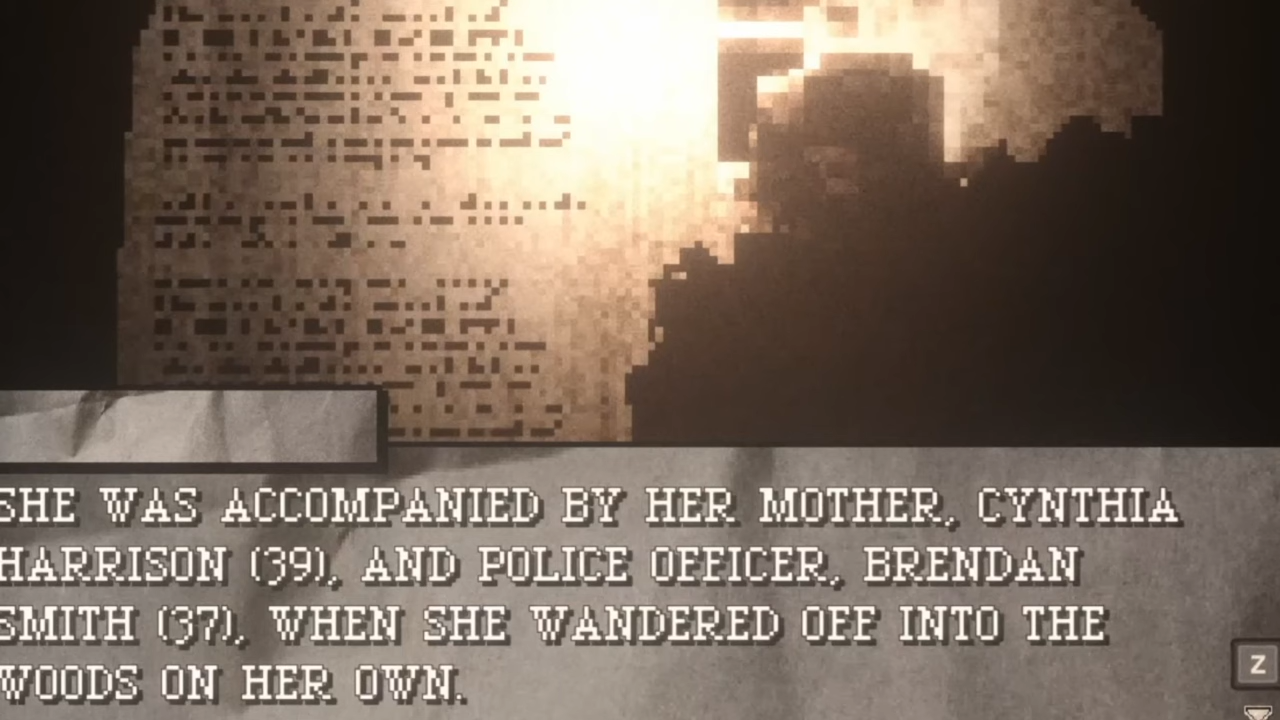 SHE WAS ACCOMPANIED BY HER MOTHER, CYNTHIA
HARRISON (39), AND POLICE OFFICER, BRENDAN
SMITH (37), WHEN SHE WANDERED OFF INTO THE
WOODS ON HER OWN.
Z